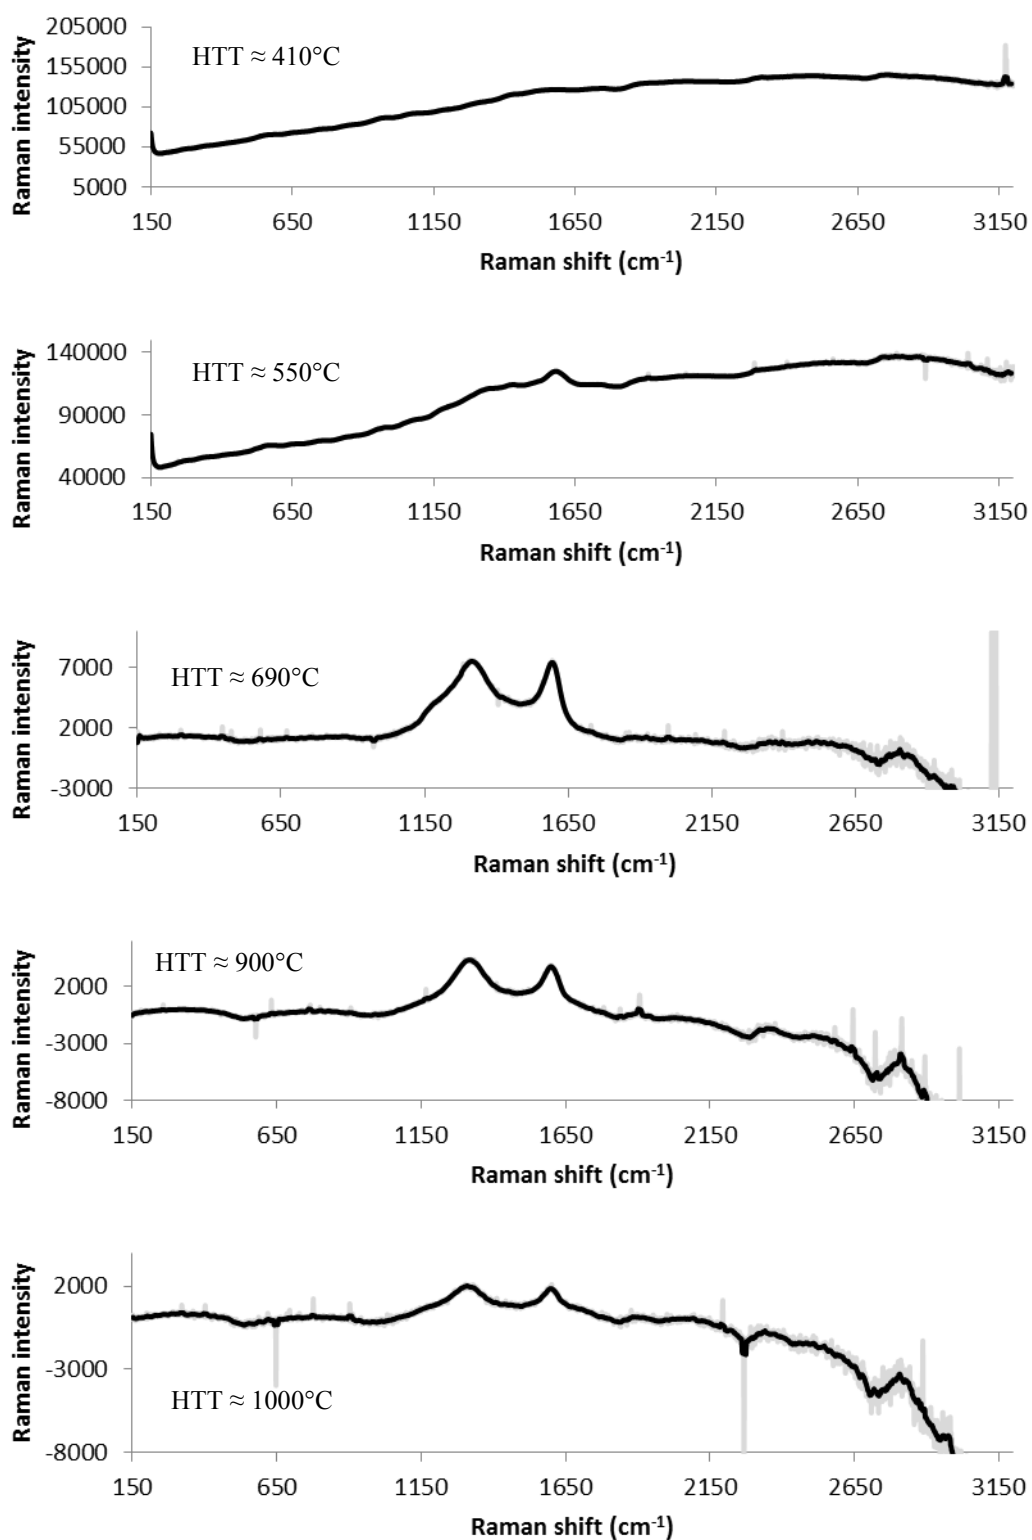 205000
HTT ≈ 410°C
155000
105000
55000
5000
Raman intensity
150 650 1150 1650 2150 2650 3150
Raman shift (cm-1)
140000
HTT ≈ 550°C
90000
40000
Raman intensity
150 650 1150 1650 2150 2650 3150
Raman shift (cm-1)
7000
HTT ≈ 690°C
2000
-3000
Raman intensity
150 650 1150 1650 2150 2650 3150
Raman shift (cm-1)
HTT ≈ 900°C
2000
-3000
-8000
Raman intensity
150 650 1150 1650 2150 2650 3150
Raman shift (cm-1)
2000
-3000
HTT ≈ 1000°C
-8000
Raman intensity
150 650 1150 1650 2150 2650 3150
Raman shift (cm-1)